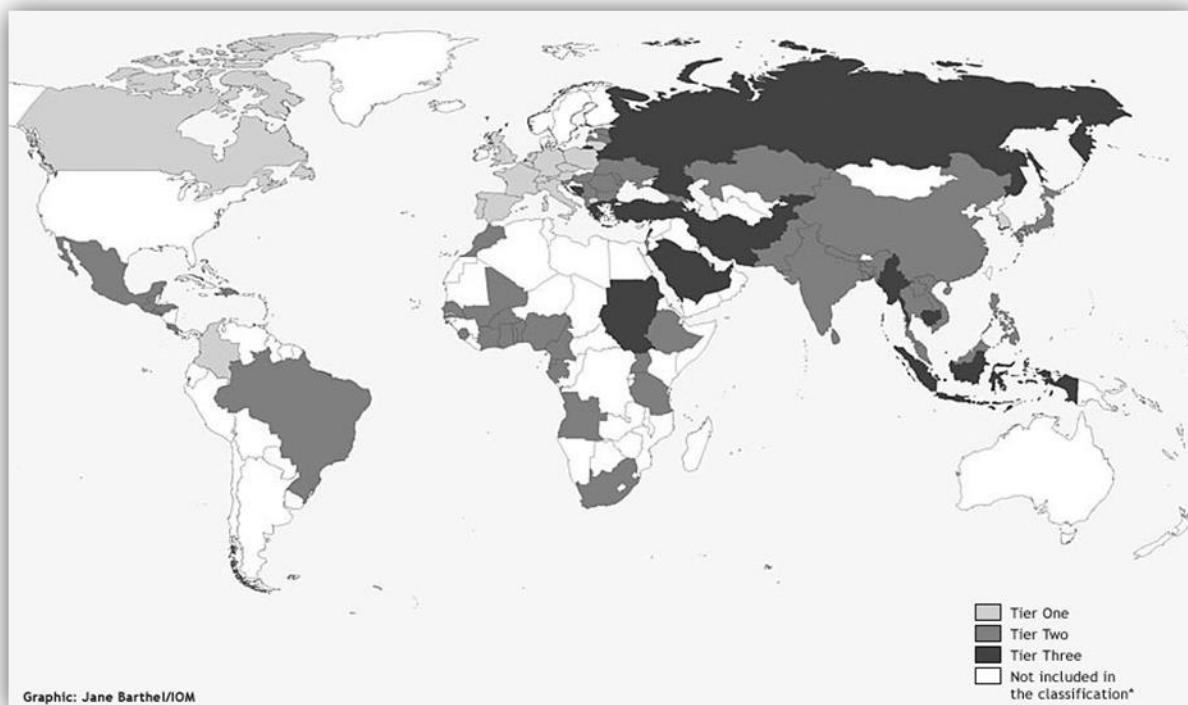 Tier One
Tier Two
Tier Three
Not included in
the classification*
Graphic: Jane Barthel/IOM